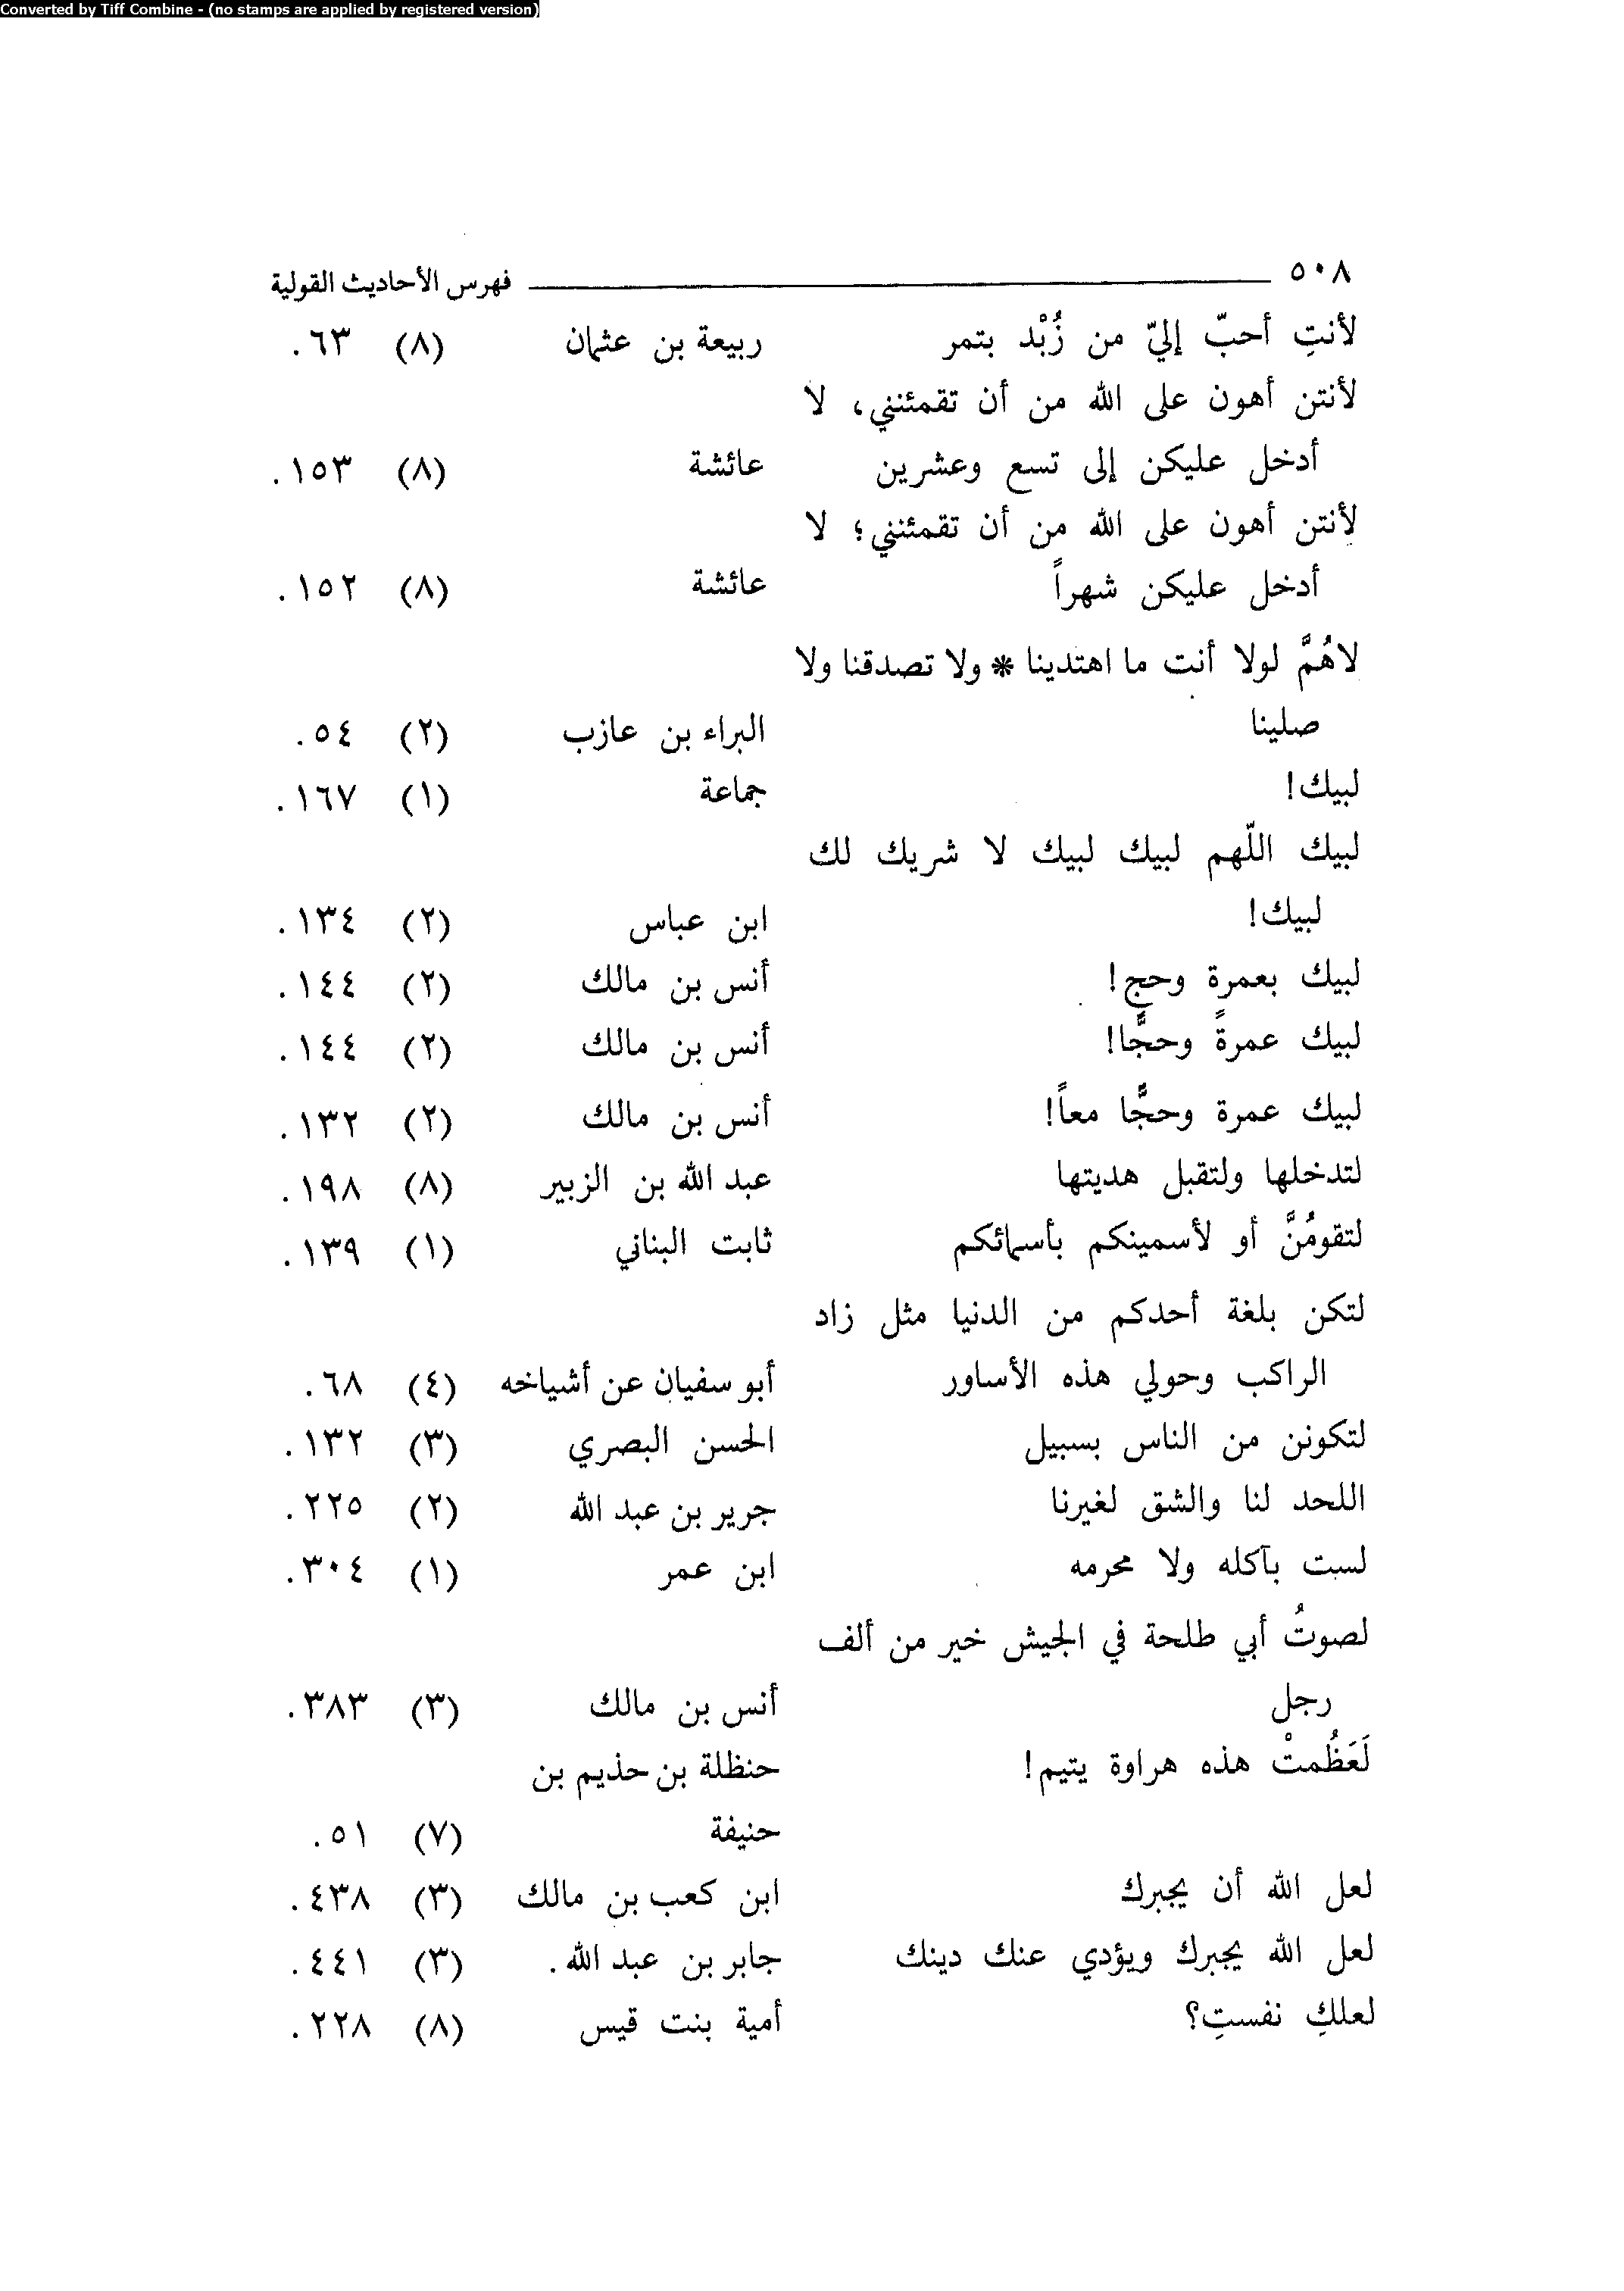 Converted by Tiff Combine - (no stamps are applied by registered version)
٥٠٨ فهرس الأحاديث القولية
لأنتِ أحبّ إليّ من زُبْد بتمر ربيعة بن عثمان (٨) ٦٣.
لأنتن أهون على الله من أن تقمئنني، لا
أدخل عليكن إلى تسع وعشرين عائشة (٨) ١٥٣.
لأنتن أهون على الله من أن تقمئنني؛ لا
أدخل عليكن شهراً عائشة (٨) ١٥٢.
لاهُمَّ لولا أنت ما اهتدينا * ولا تصدقنا ولا
صلينا البراء بن عازب (٢) ٥٤.
لبيك! جماعة (١) ١٦٧.
لبيك اللّهم لبيك لبيك لا شريك لك
لبيك! ابن عباس (٢) ١٣٤.
لبيك بعمرة وحجٍ! أنس بن مالك (٢) ١٤٤.
لبيك عمرةً وحجًّا! أنس بن مالك (٢) ١٤٤.
لبيك عمرة وحجًّا معاً! أنس بن مالك (٢) ١٣٢.
لتدخلها ولتقبل هديتها عبد الله بن الزبير (٨) ١٩٨.
لتقومُنَّ أو لأسمينكم بأسمائكم ثابت البناني (١) ١٣٩.
لتكن بلغة أحدكم من الدنيا مثل زاد
الراكب وحولي هذه الأساور أبو سفيان عن أشياخه (٤) ٦٨.
لتكونن من الناس بسبيل الحسن البصري (٣) ١٣٢.
اللحد لنا والشق لغيرنا جرير بن عبد الله (٢) ٢٢٥.
لست بآكله ولا محرمه ابن عمر (١) ٣٠٤.
لصوتُ أبي طلحة في الجيش خير من ألف
رجل أنس بن مالك (٣) ٣٨٣.
لَعَظُمتْ هذه هراوة يتيم! حنظلة بن حذيم بن
حنيفة (٧) ٥١.
لعل الله أن يجبرك ابن كعب بن مالك (٣) ٤٣٨.
لعل الله يجبرك ويؤدي عنك دينك جابر بن عبد الله. (٣) ٤٤١.
لعلكِ نفستِ؟ أمية بنت قيس (٨) ٢٢٨.